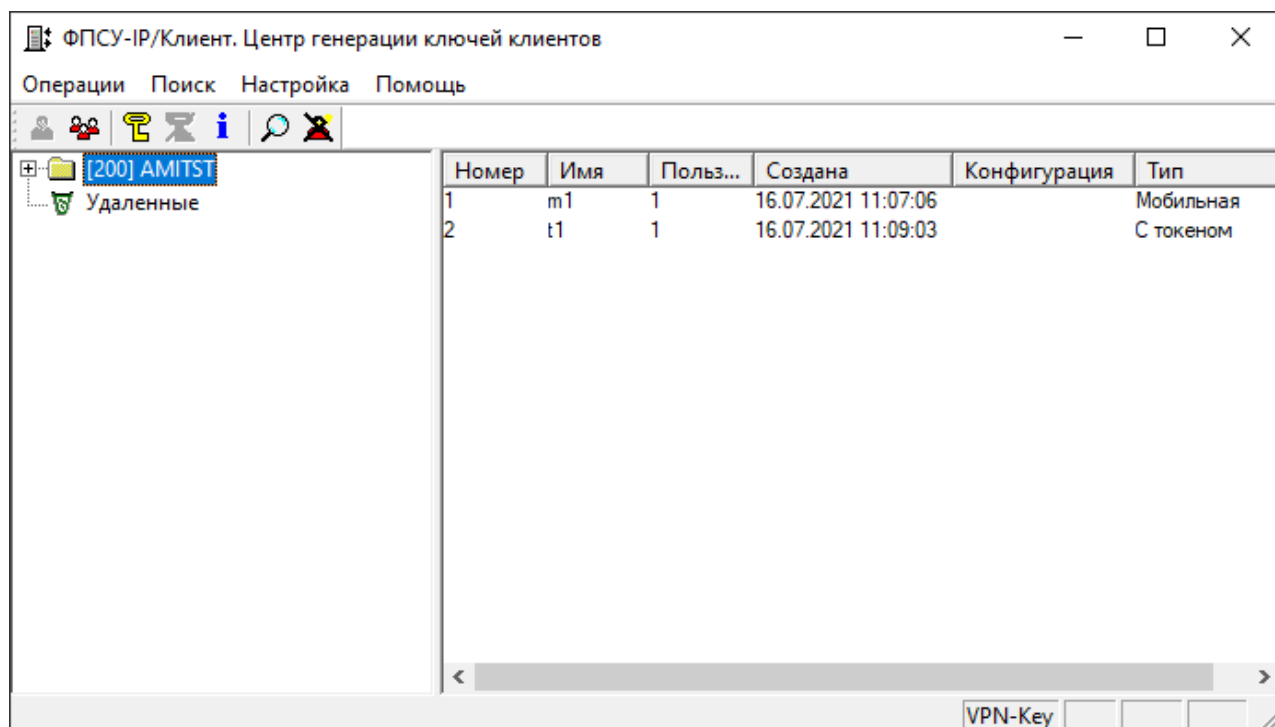 ФПСУ-IP/Клиент. Центр генерации ключей клиентов
Операции Поиск Настройка Помощь
[200] AMITST
Удаленные
Номер Имя Польз... Создана Конфигурация Тип
1 m1 1 16.07.2021 11:07:06 Мобильная
2 t1 1 16.07.2021 11:09:03 С токеном
VPN-Key